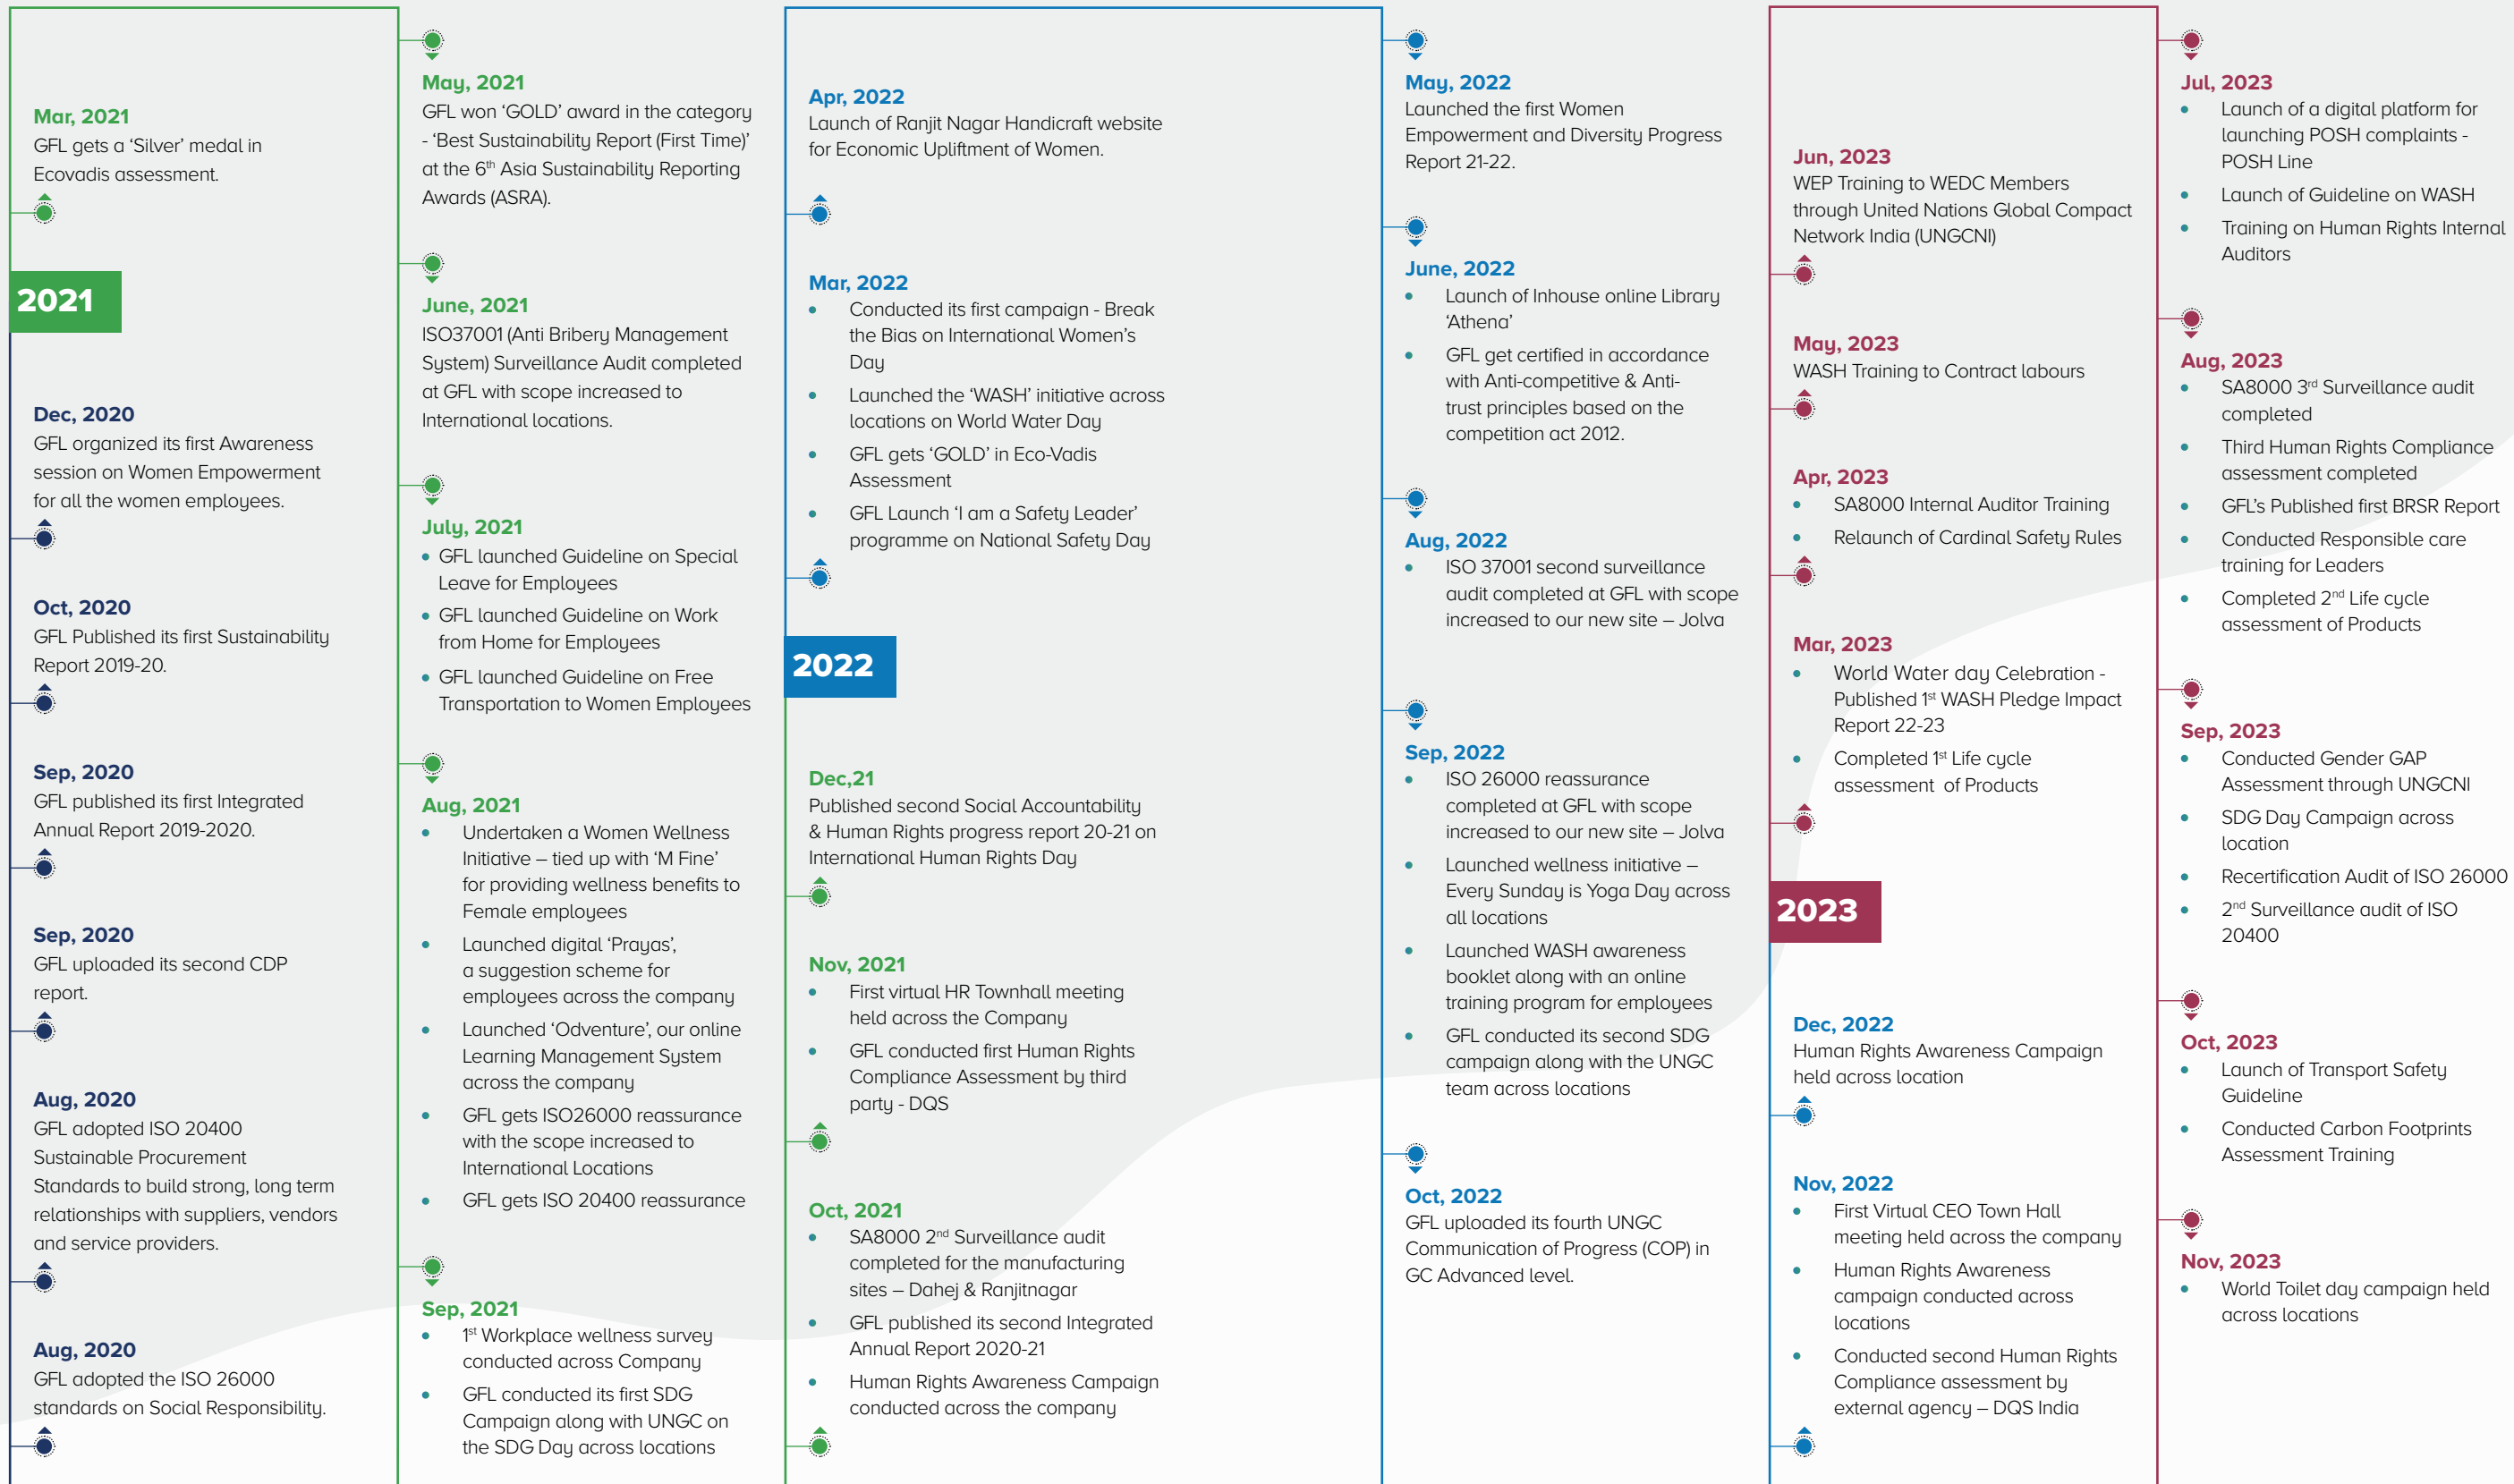 Mar, 2021
GFL gets a ‘Silver’ medal in
Ecovadis assessment.
2021
Dec, 2020
GFL organized its first Awareness
session on Women Empowerment
for all the women employees.
Oct, 2020
GFL Published its first Sustainability
Report 2019-20.
Sep, 2020
GFL published its first Integrated
Annual Report 2019-2020.
Sep, 2020
GFL uploaded its second CDP
report.
Aug, 2020
GFL adopted ISO 20400
Sustainable Procurement
Standards to build strong, long term
relationships with suppliers, vendors
and service providers.
Aug, 2020
GFL adopted the ISO 26000
standards on Social Responsibility.
May, 2021
GFL won ‘GOLD’ award in the category
- ‘Best Sustainability Report (First Time)’
at the 6th Asia Sustainability Reporting
Awards (ASRA).
June, 2021
ISO37001 (Anti Bribery Management
System) Surveillance Audit completed
at GFL with scope increased to
International locations.
July, 2021
• GFL launched Guideline on Special
Leave for Employees
• GFL launched Guideline on Work
from Home for Employees
• GFL launched Guideline on Free
Transportation to Women Employees
Aug, 2021
• Undertaken a Women Wellness
Initiative – tied up with ‘M Fine’
for providing wellness benefits to
Female employees
• Launched digital ‘Prayas’,
a suggestion scheme for
employees across the company
• Launched ‘Odventure’, our online
Learning Management System
across the company
• GFL gets ISO26000 reassurance
with the scope increased to
International Locations
• GFL gets ISO 20400 reassurance
Sep, 2021
• 1st Workplace wellness survey
conducted across Company
• GFL conducted its first SDG
Campaign along with UNGC on
the SDG Day across locations
Apr, 2022
Launch of Ranjit Nagar Handicraft website
for Economic Upliftment of Women.
Mar, 2022
• Conducted its first campaign - Break
the Bias on International Women’s
Day
• Launched the ‘WASH’ initiative across
locations on World Water Day
• GFL gets ‘GOLD’ in Eco-Vadis
Assessment
• GFL Launch ‘I am a Safety Leader’
programme on National Safety Day
2022
Dec,21
Published second Social Accountability
& Human Rights progress report 20-21 on
International Human Rights Day
Nov, 2021
• First virtual HR Townhall meeting
held across the Company
• GFL conducted first Human Rights
Compliance Assessment by third
party - DQS
Oct, 2021
• SA8000 2nd Surveillance audit
completed for the manufacturing
sites – Dahej & Ranjitnagar
• GFL published its second Integrated
Annual Report 2020-21
• Human Rights Awareness Campaign
conducted across the company
May, 2022
Launched the first Women
Empowerment and Diversity Progress
Report 21-22.
June, 2022
• Launch of Inhouse online Library
‘Athena’
• GFL get certified in accordance
with Anti-competitive & Anti-
trust principles based on the
competition act 2012.
Aug, 2022
• ISO 37001 second surveillance
audit completed at GFL with scope
increased to our new site – Jolva
Sep, 2022
• ISO 26000 reassurance
completed at GFL with scope
increased to our new site – Jolva
• Launched wellness initiative –
Every Sunday is Yoga Day across
all locations
• Launched WASH awareness
booklet along with an online
training program for employees
• GFL conducted its second SDG
campaign along with the UNGC
team across locations
Oct, 2022
GFL uploaded its fourth UNGC
Communication of Progress (COP) in
GC Advanced level.
Jun, 2023
WEP Training to WEDC Members
through United Nations Global Compact
Network India (UNGCNI)
May, 2023
WASH Training to Contract labours
Apr, 2023
• SA8000 Internal Auditor Training
• Relaunch of Cardinal Safety Rules
Mar, 2023
• World Water day Celebration -
Published 1st WASH Pledge Impact
Report 22-23
• Completed 1st Life cycle
assessment of Products
2023
Dec, 2022
Human Rights Awareness Campaign
held across location
Nov, 2022
• First Virtual CEO Town Hall
meeting held across the company
• Human Rights Awareness
campaign conducted across
locations
• Conducted second Human Rights
Compliance assessment by
external agency – DQS India
Jul, 2023
• Launch of a digital platform for
launching POSH complaints -
POSH Line
• Launch of Guideline on WASH
• Training on Human Rights Internal
Auditors
Aug, 2023
• SA8000 3rd Surveillance audit
completed
• Third Human Rights Compliance
assessment completed
• GFL’s Published first BRSR Report
• Conducted Responsible care
training for Leaders
• Completed 2nd Life cycle
assessment of Products
Sep, 2023
• Conducted Gender GAP
Assessment through UNGCNI
• SDG Day Campaign across
location
• Recertification Audit of ISO 26000
• 2nd Surveillance audit of ISO
20400
Oct, 2023
• Launch of Transport Safety
Guideline
• Conducted Carbon Footprints
Assessment Training
Nov, 2023
• World Toilet day campaign held
across locations